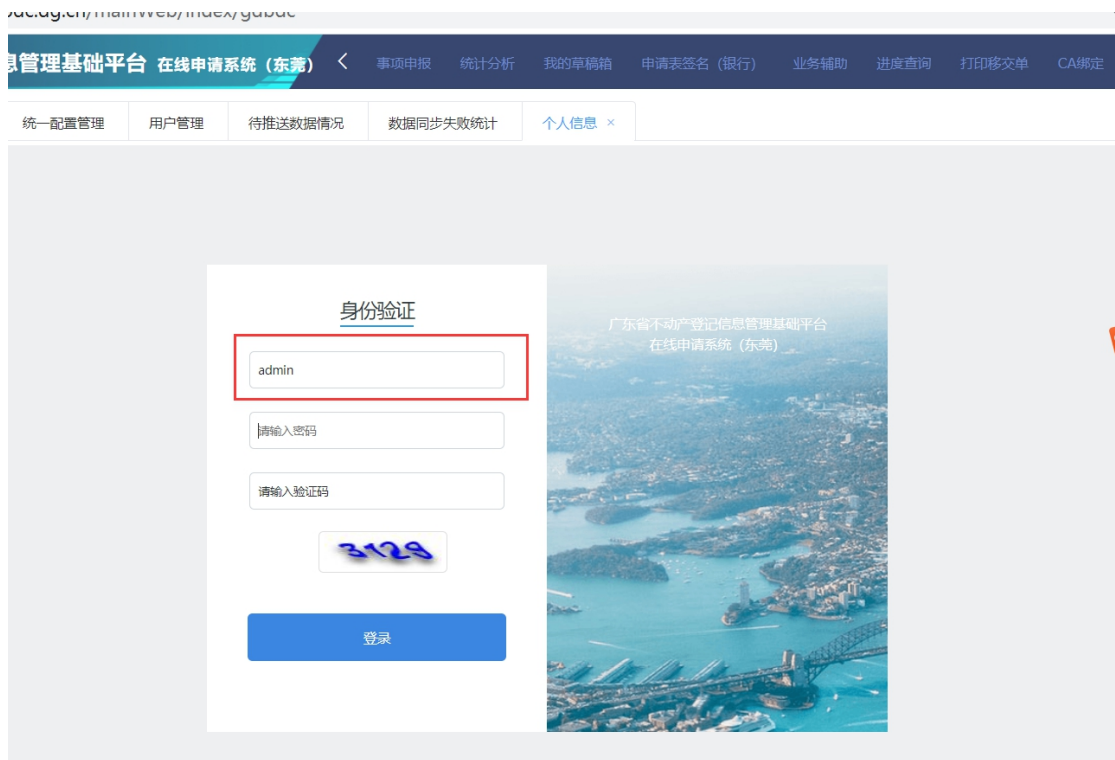 息管理基础平台 在线申请系统（东莞） < 事项申报 统计分析 我的草稿箱 申请表签名（银行） 业务辅助 进度查询 打印移交单 CA绑定
统一配置管理 用户管理 待推送数据情况 数据同步失败统计 个人信息 ×
身份验证
admin
请输入密码
请输入验证码
3129
登录
广东省不动产登记信息管理基础平台
在线申请系统（东莞）